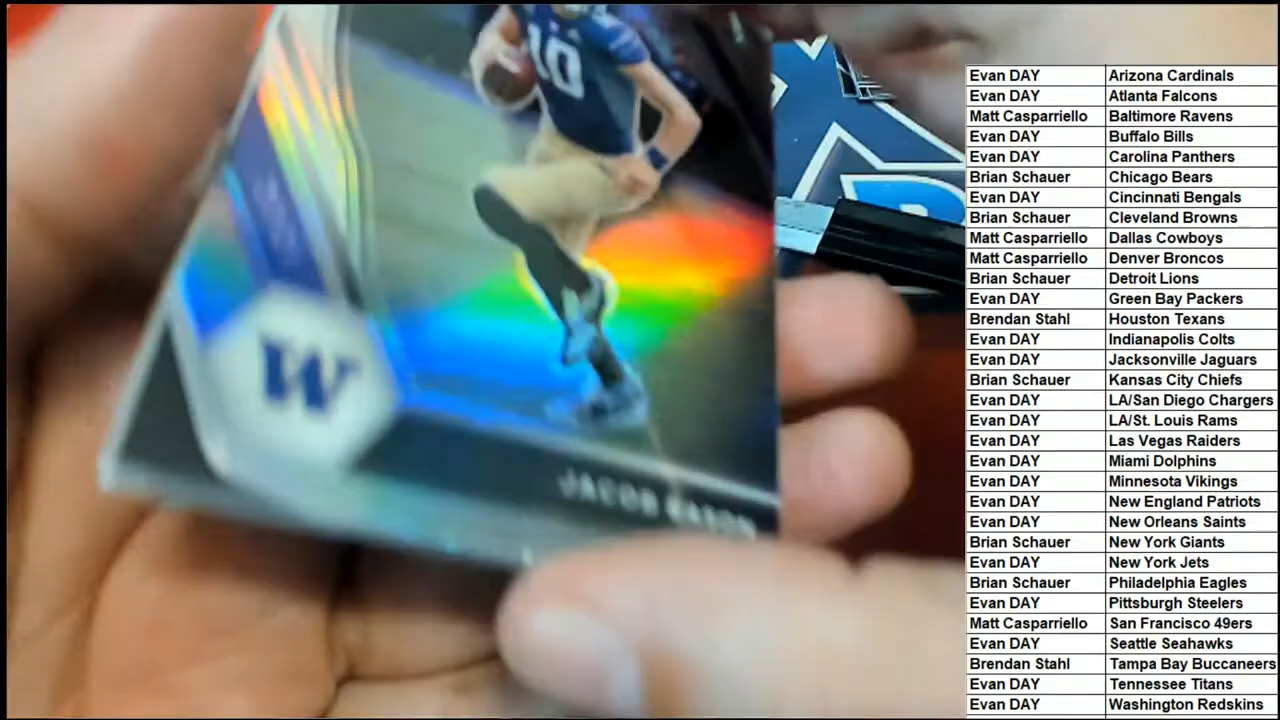 10
W
JACOB EASON
Evan DAY Arizona Cardinals
Evan DAY Atlanta Falcons
Matt Casparriello Baltimore Ravens
Evan DAY Buffalo Bills
Evan DAY Carolina Panthers
Brian Schauer Chicago Bears
Evan DAY Cincinnati Bengals
Brian Schauer Cleveland Browns
Matt Casparriello Dallas Cowboys
Matt Casparriello Denver Broncos
Brian Schauer Detroit Lions
Evan DAY Green Bay Packers
Brendan Stahl Houston Texans
Evan DAY Indianapolis Colts
Evan DAY Jacksonville Jaguars
Brian Schauer Kansas City Chiefs
Evan DAY LA/San Diego Chargers
Evan DAY LA/St. Louis Rams
Evan DAY Las Vegas Raiders
Evan DAY Miami Dolphins
Evan DAY Minnesota Vikings
Evan DAY New England Patriots
Evan DAY New Orleans Saints
Brian Schauer New York Giants
Evan DAY New York Jets
Brian Schauer Philadelphia Eagles
Evan DAY Pittsburgh Steelers
Matt Casparriello San Francisco 49ers
Evan DAY Seattle Seahawks
Brendan Stahl Tampa Bay Buccaneers
Evan DAY Tennessee Titans
Evan DAY Washington Redskins